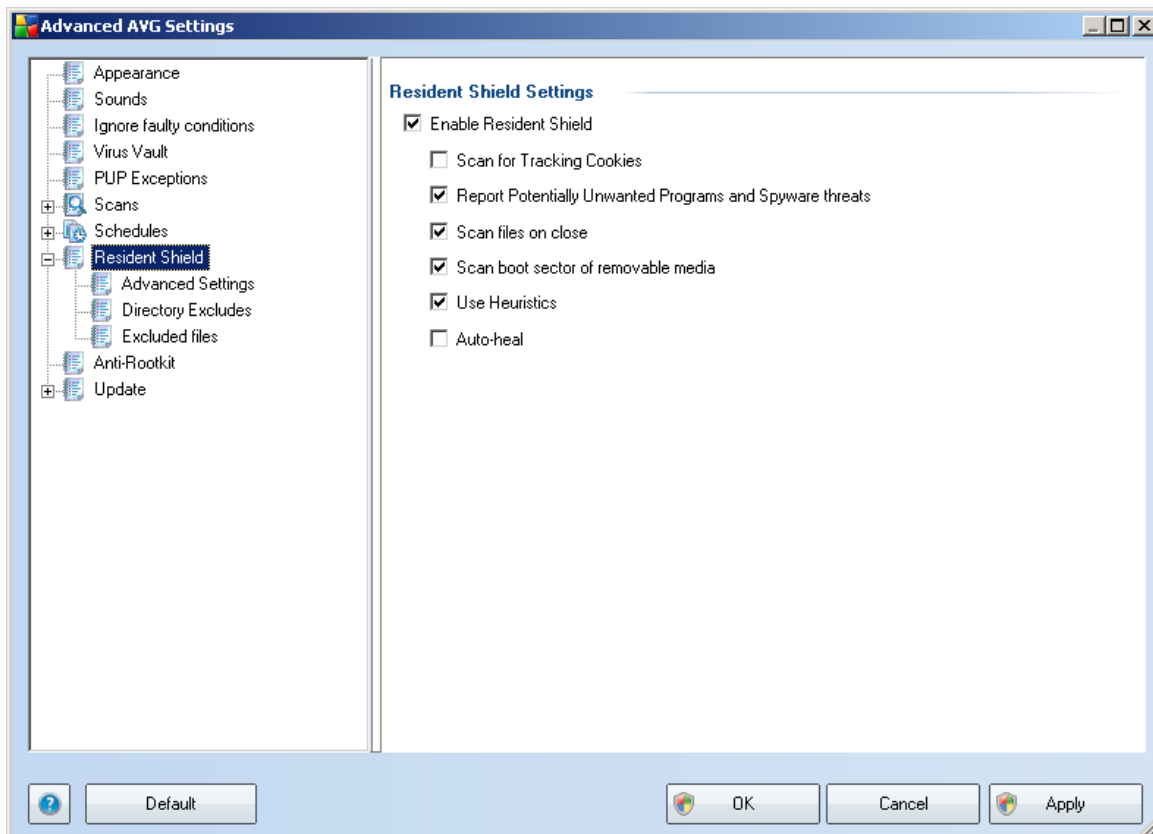 Advanced AVG Settings
Appearance
Sounds
Ignore faulty conditions
Virus Vault
PUP Exceptions
Scans
Schedules
Resident Shield
Advanced Settings
Directory Excludes
Excluded files
Anti-Rootkit
Update
Resident Shield Settings
Enable Resident Shield
Scan for Tracking Cookies
Report Potentially Unwanted Programs and Spyware threats
Scan files on close
Scan boot sector of removable media
Use Heuristics
Auto-heal
?
Default
OK
Cancel
Apply